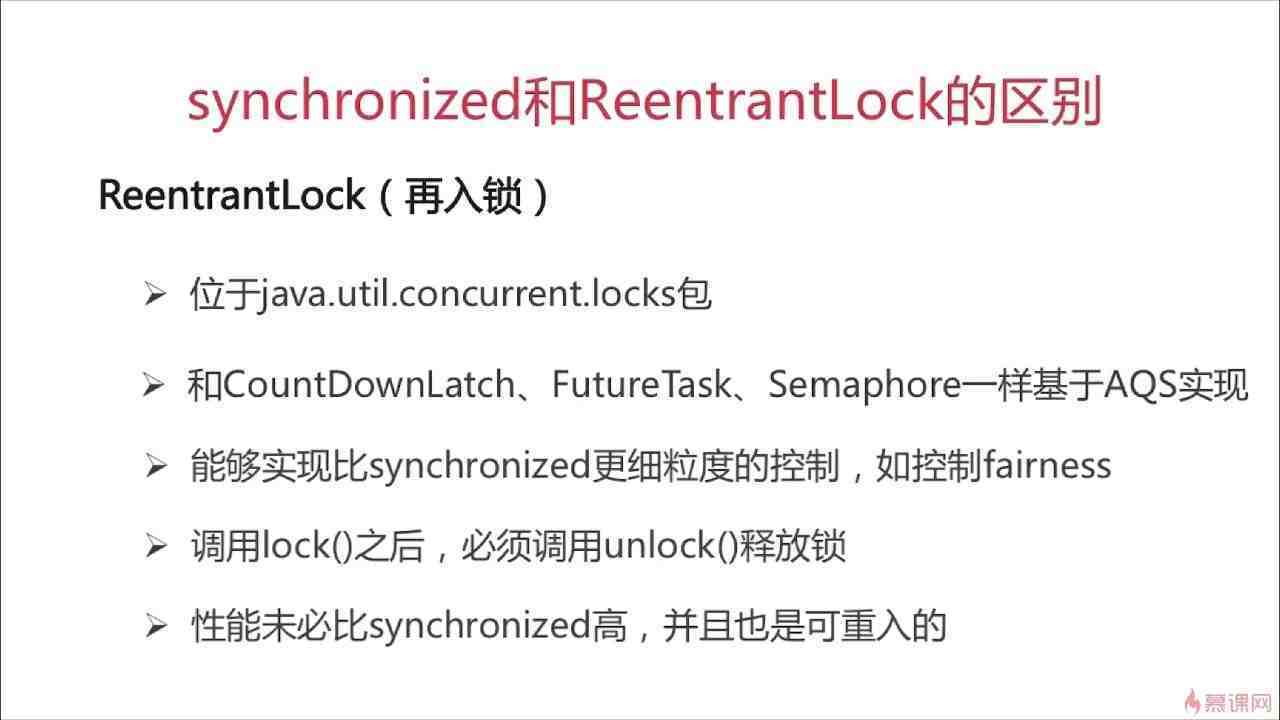 synchronized和ReentrantLock的区别
ReentrantLock（再入锁）
位于java.util.concurrent.locks包
和CountDownLatch、FutureTask、Semaphore一样基于AQS实现
能够实现比synchronized更细粒度的控制，如控制fairness
调用lock()之后，必须调用unlock()释放锁
性能未必比synchronized高，并且也是可重入的
慕课网